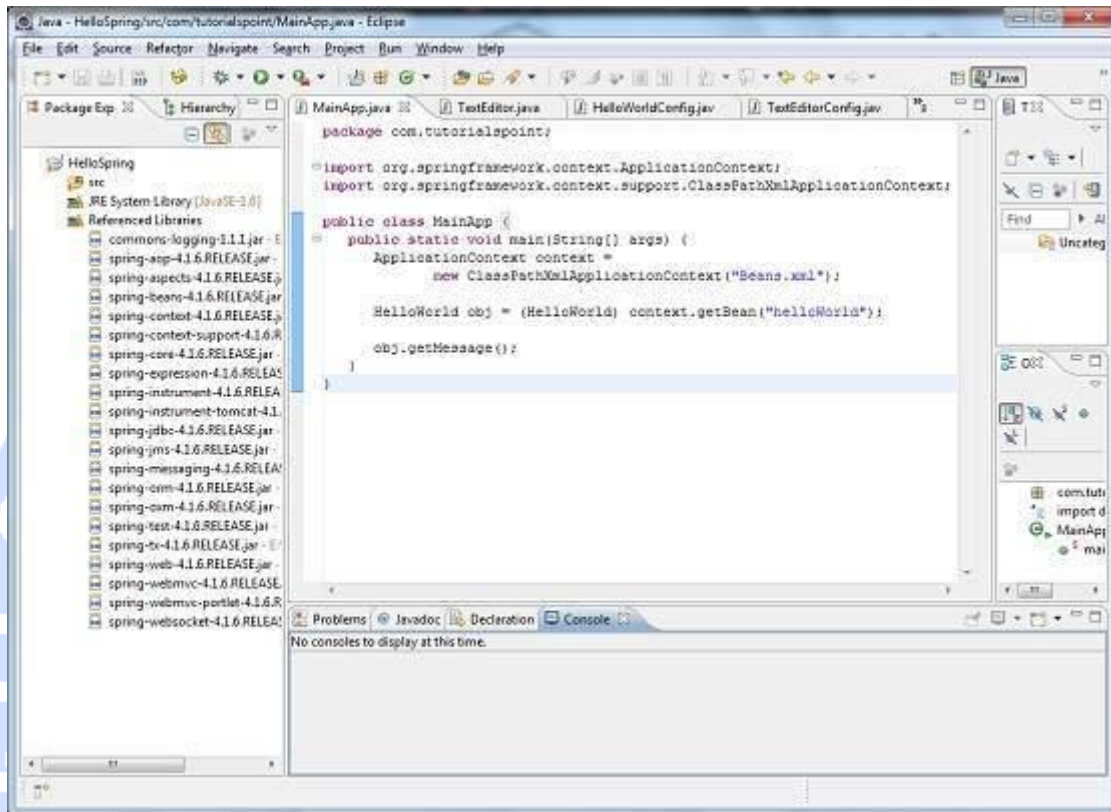 Java - HelloSpring/src/com/tutorialspoint/MainApp.java - Eclipse
File Edit Source Refactor Navigate Search Project Run Window Help
Java
Package Exp
Hierarchy
HelloSpring
src
JRE System Library [JavaSE-1.6]
Referenced Libraries
commons-logging-1.1.1.jar - E
spring-aop-4.1.6.RELEASE.jar -
spring-aspects-4.1.6.RELEASE.j
spring-beans-4.1.6.RELEASE.jar
spring-context-4.1.6.RELEASE.j
spring-context-support-4.1.6.R
spring-core-4.1.6.RELEASE.jar -
spring-expression-4.1.6.RELEAS
spring-instrument-4.1.6.RELEA
spring-instrument-tomcat-4.1.
spring-jdbc-4.1.6.RELEASE.jar -
spring-jms-4.1.6.RELEASE.jar -
spring-messaging-4.1.6.RELEA
spring-orm-4.1.6.RELEASE.jar -
spring-oxm-4.1.6.RELEASE.jar -
spring-test-4.1.6.RELEASE.jar -
spring-tx-4.1.6.RELEASE.jar - E:
spring-web-4.1.6.RELEASE.jar -
spring-webmvc-4.1.6.RELEASE.
spring-webmvc-portlet-4.1.6.R
spring-websocket-4.1.6.RELEA
MainApp.java
TextEditor.java
HelloWorldConfig.jav
TextEditorConfig.jav
package com.tutorialspoint;
import org.springframework.context.ApplicationContext;
import org.springframework.context.support.ClassPathXmlApplicationContext;
public class MainApp {
public static void main(String[] args) {
ApplicationContext context =
new ClassPathXmlApplicationContext("Beans.xml");
HelloWorld obj = (HelloWorld) context.getBean("helloWorld");
obj.getMessage();
}
}
Find
Al
Uncateg
com.tuto
import d
MainApp
mai
Problems
Javadoc
Declaration
Console
No consoles to display at this time.